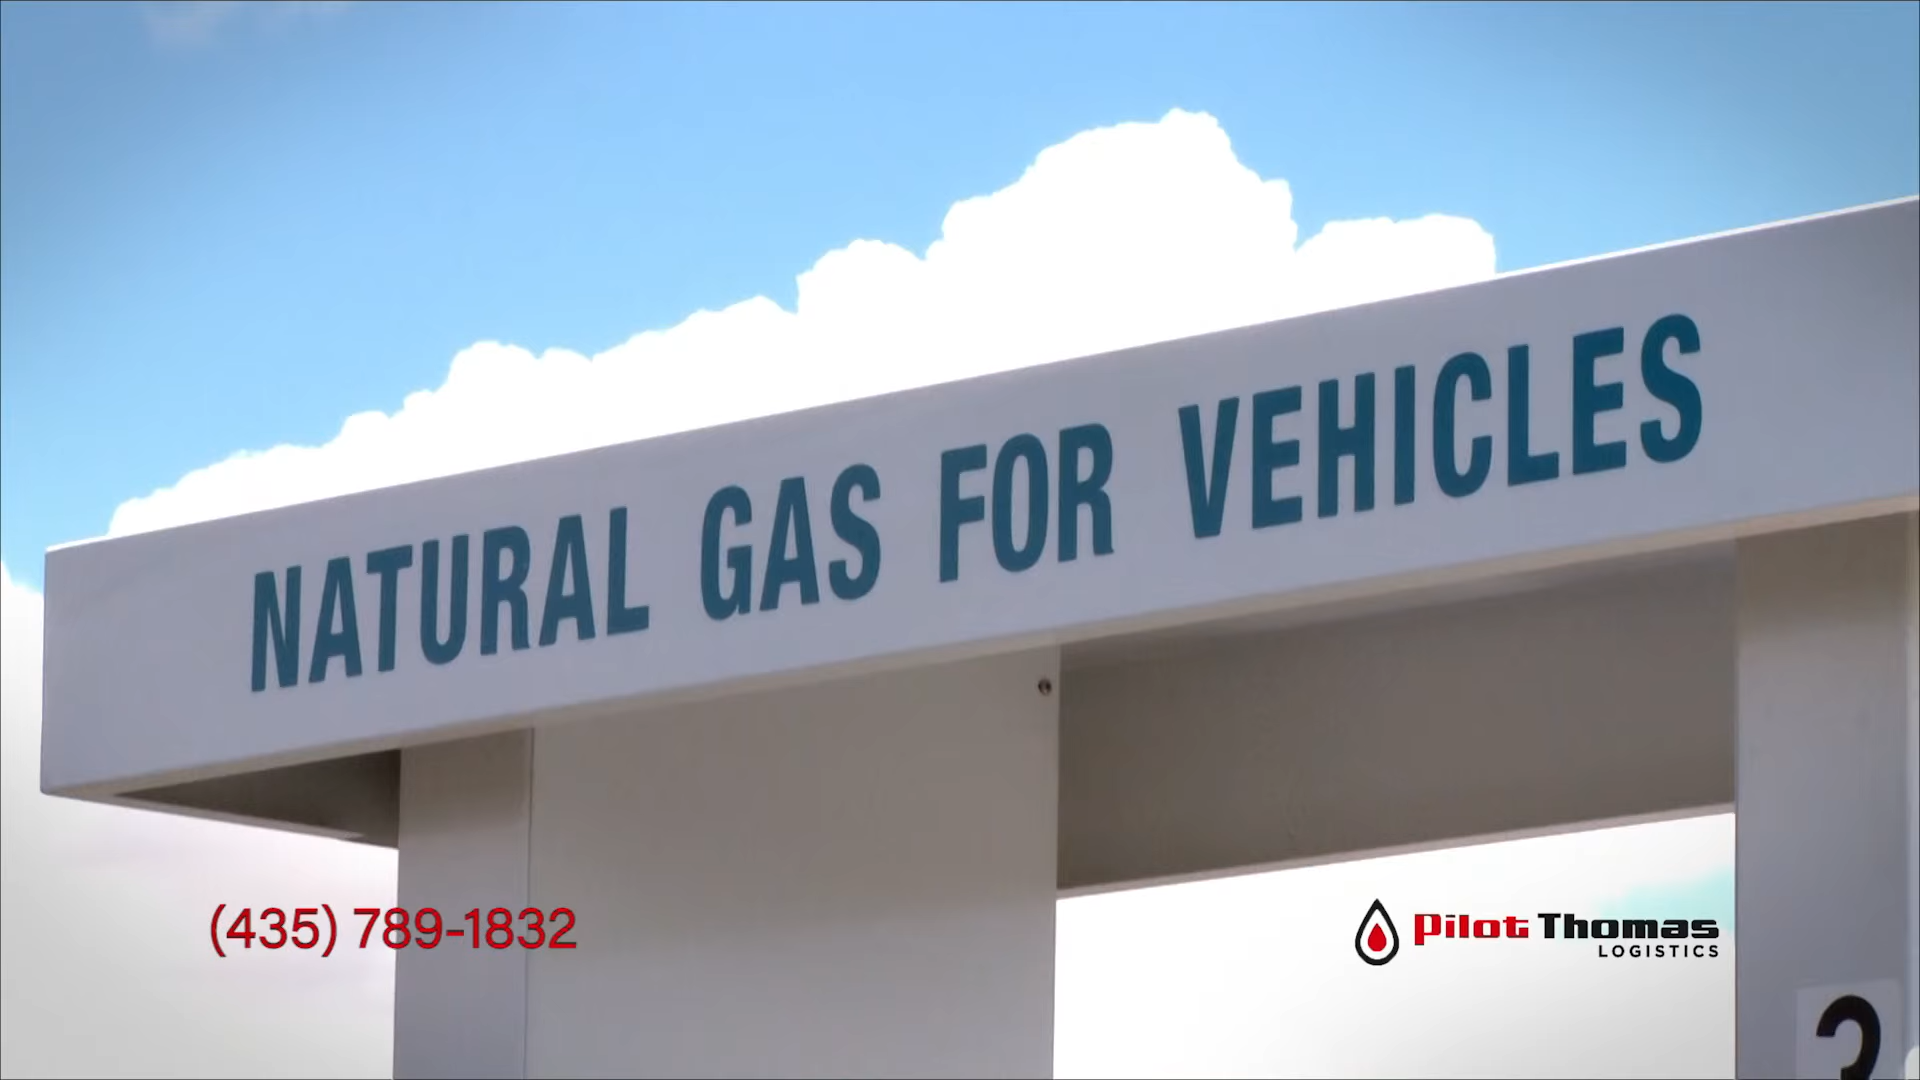 NATURAL GAS FOR VEHICLES
(435) 789-1832
Pilot Thomas
LOGISTICS